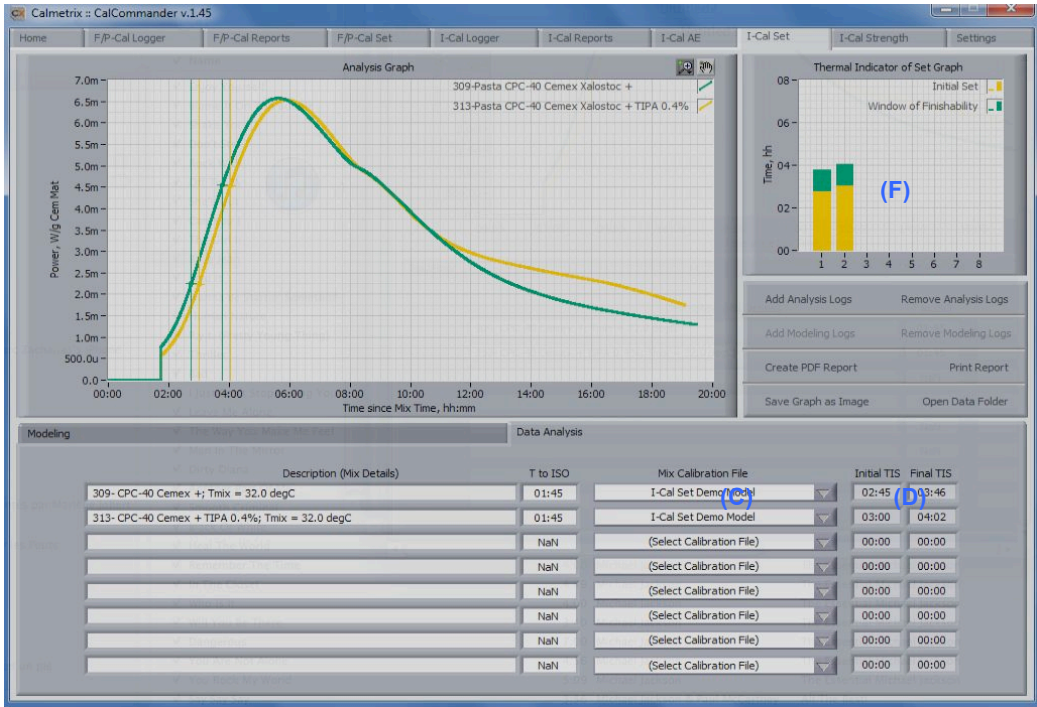 Calmetrix :: CalCommander v.1.45
Home F/P-Cal Logger F/P-Cal Reports F/P-Cal Set I-Cal Logger I-Cal Reports I-Cal AE I-Cal Set I-Cal Strength Settings
Analysis Graph
309-Pasta CPC-40 Cemex Xalostoc +
313-Pasta CPC-40 Cemex Xalostoc + TIPA 0.4%
Power, W/g Cem Mat
7.0m
6.5m
6.0m
5.5m
5.0m
4.5m
4.0m
3.5m
3.0m
2.5m
2.0m
1.5m
1.0m
500.0u
0.0
00:00 02:00 04:00 06:00 08:00 10:00 12:00 14:00 16:00 18:00 20:00
Time since Mix Time, hh:mm
Thermal Indicator of Set Graph
Initial Set
Window of Finishability
Time, hh
08
06
04
02
00
(F)
1 2 3 4 5 6 7 8
Add Analysis Logs Remove Analysis Logs
Add Modeling Logs Remove Modeling Logs
Create PDF Report Print Report
Save Graph as Image Open Data Folder
Modeling Data Analysis
Description (Mix Details) T to ISO Mix Calibration File Initial TIS Final TIS
309- CPC-40 Cemex +; Tmix = 32.0 degC 01:45 I-Cal Set Demo Model (C) 02:45 (D) 03:46
313- CPC-40 Cemex + TIPA 0.4%; Tmix = 32.0 degC 01:45 I-Cal Set Demo Model 03:00 04:02
NaN (Select Calibration File) 00:00 00:00
NaN (Select Calibration File) 00:00 00:00
NaN (Select Calibration File) 00:00 00:00
NaN (Select Calibration File) 00:00 00:00
NaN (Select Calibration File) 00:00 00:00
NaN (Select Calibration File) 00:00 00:00